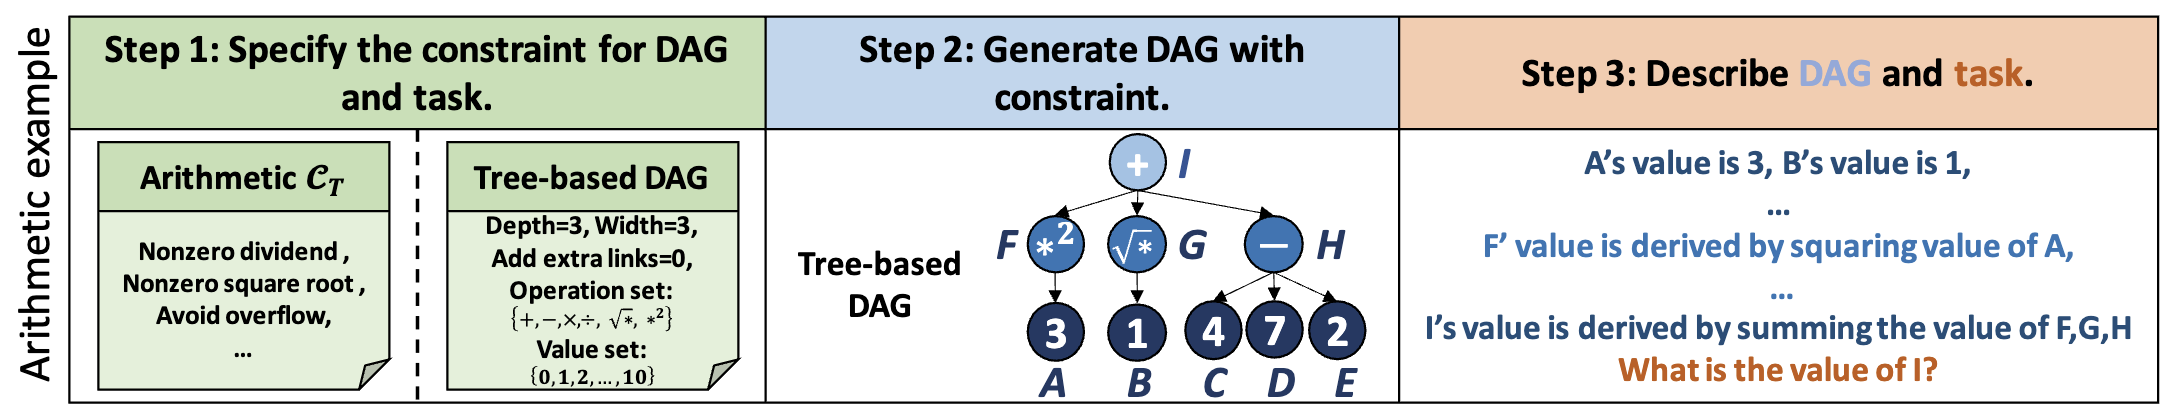 Arithmetic example
Step 1: Specify the constraint for DAG
and task.
Arithmetic 𝓒_T
Nonzero dividend ,
Nonzero square root ,
Avoid overflow,
...
Tree-based DAG
Depth=3, Width=3,
Add extra links=0,
Operation set:
{+,−,×,÷, √*, *²}
Value set:
{0,1,2,...,10}
Step 2: Generate DAG with
constraint.
Tree-based
DAG
+ I
F *² √* G − H
3 1 4 7 2
A B C D E
Step 3: Describe DAG and task.
A’s value is 3, B’s value is 1,
...
F’ value is derived by squaring value of A,
...
I’s value is derived by summing the value of F,G,H
What is the value of I?